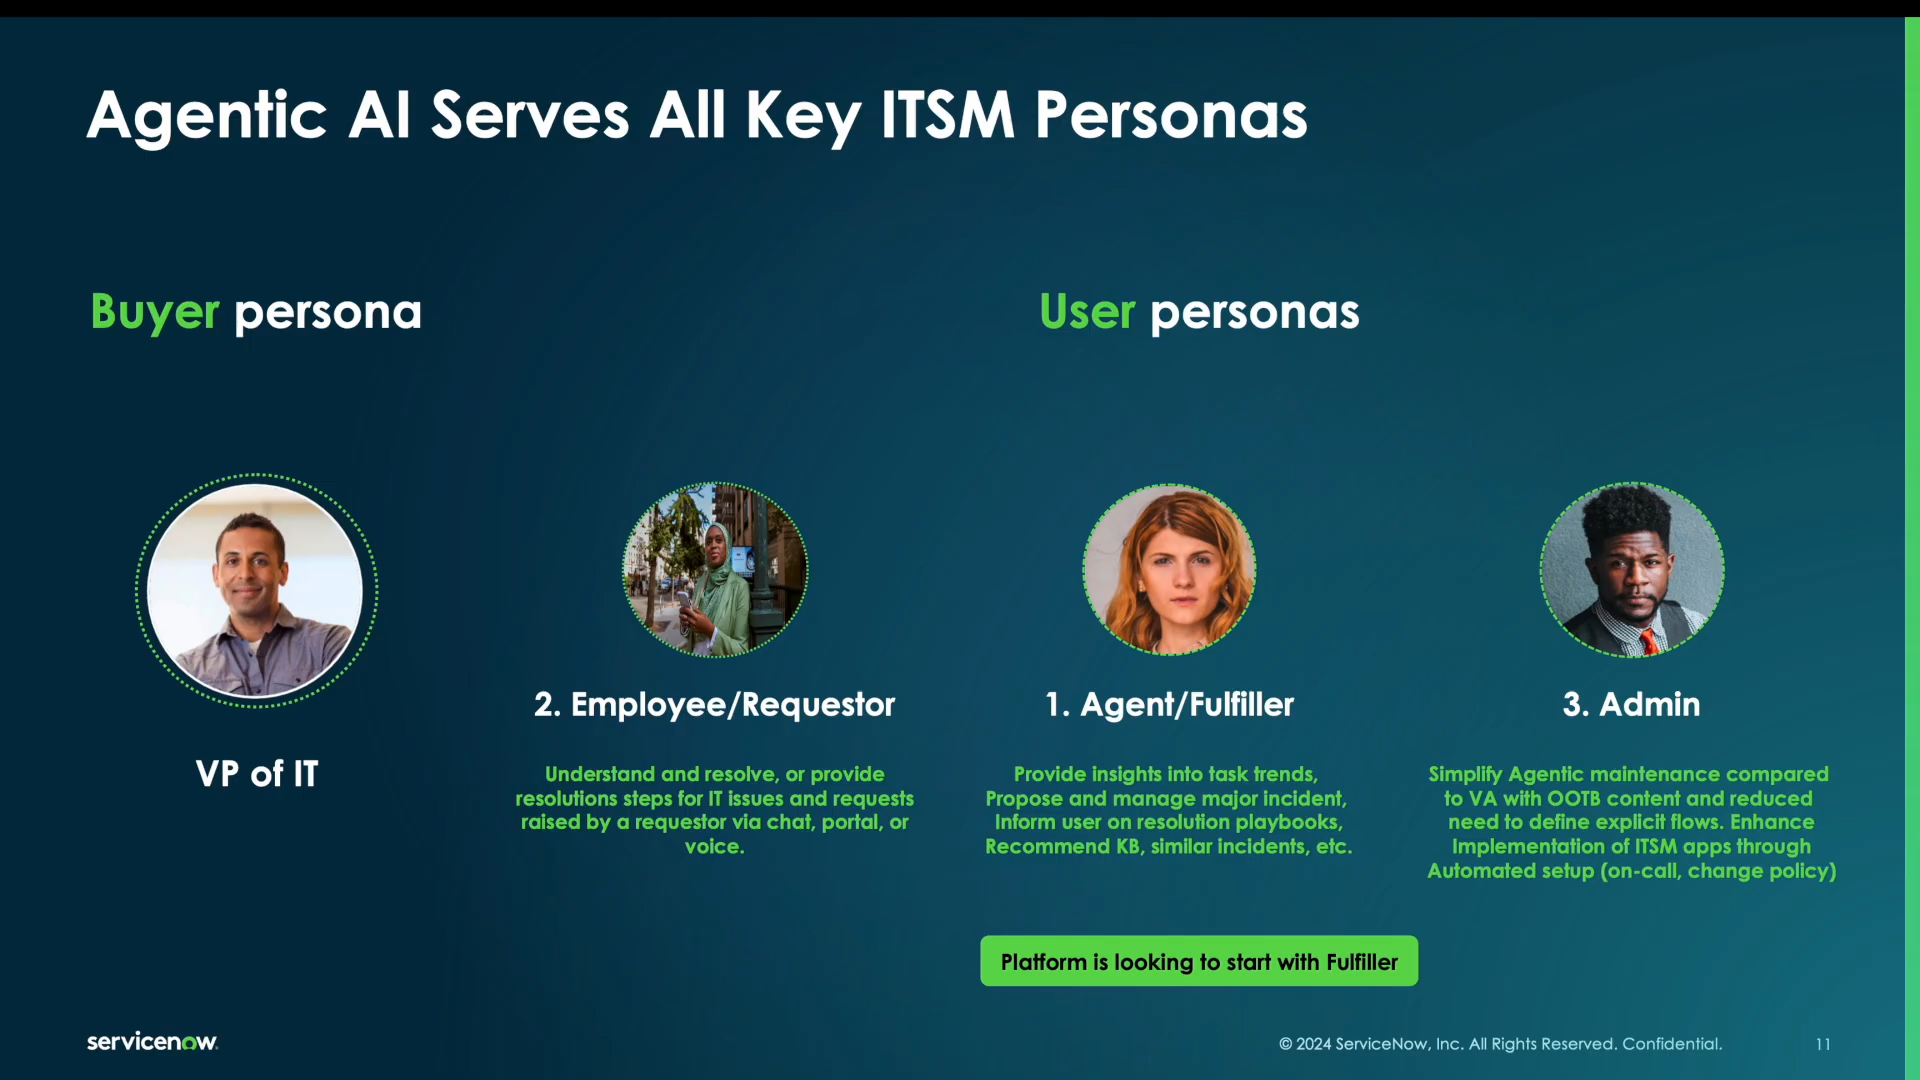 Agentic AI Serves All Key ITSM Personas
Buyer persona
User personas
VP of IT
2. Employee/Requestor
Understand and resolve, or provide
resolutions steps for IT issues and requests
raised by a requestor via chat, portal, or
voice.
1. Agent/Fulfiller
Provide insights into task trends,
Propose and manage major incident,
Inform user on resolution playbooks,
Recommend KB, similar incidents, etc.
3. Admin
Simplify Agentic maintenance compared
to VA with OOTB content and reduced
need to define explicit flows. Enhance
Implementation of ITSM apps through
Automated setup (on-call, change policy)
Platform is looking to start with Fulfiller
servicenow
© 2024 ServiceNow, Inc. All Rights Reserved. Confidential.
11